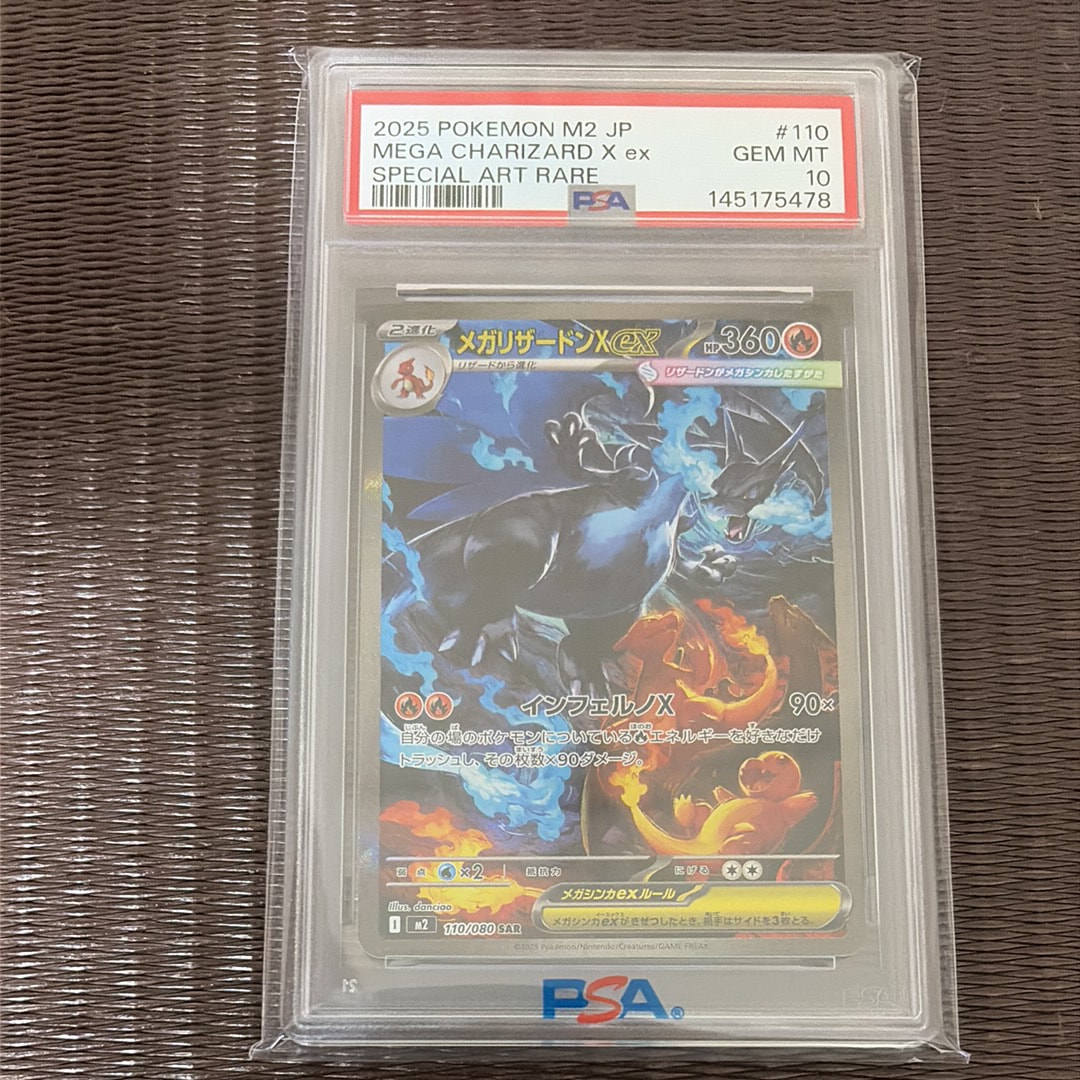 2025 POKEMON M2 JP #110
MEGA CHARIZARD X ex GEM MT
SPECIAL ART RARE 10
PSA 145175478
2進化 メガリザードンXex HP360
リザードから進化
リザードンがメガシンカしたすがた
インフェルノX 90×
自分の場のポケモンについているエネルギーを好きなだけ
トラッシュし、その枚数×90ダメージ。
弱点 ×2 抵抗力 にげる
メガシンカexルール
メガシンカexがきぜつしたとき、相手はサイドを3枚とる。
Illus. danciao
I M2 110/080 SAR
©2025 Pokémon/Nintendo/Creatures/GAME FREAK
PSA®